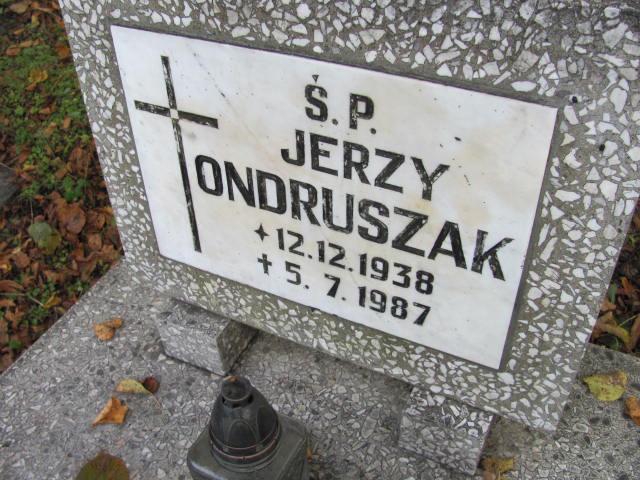 Ś. P.
JERZY
ONDRUSZAK
12.12.1938
5.7.1987